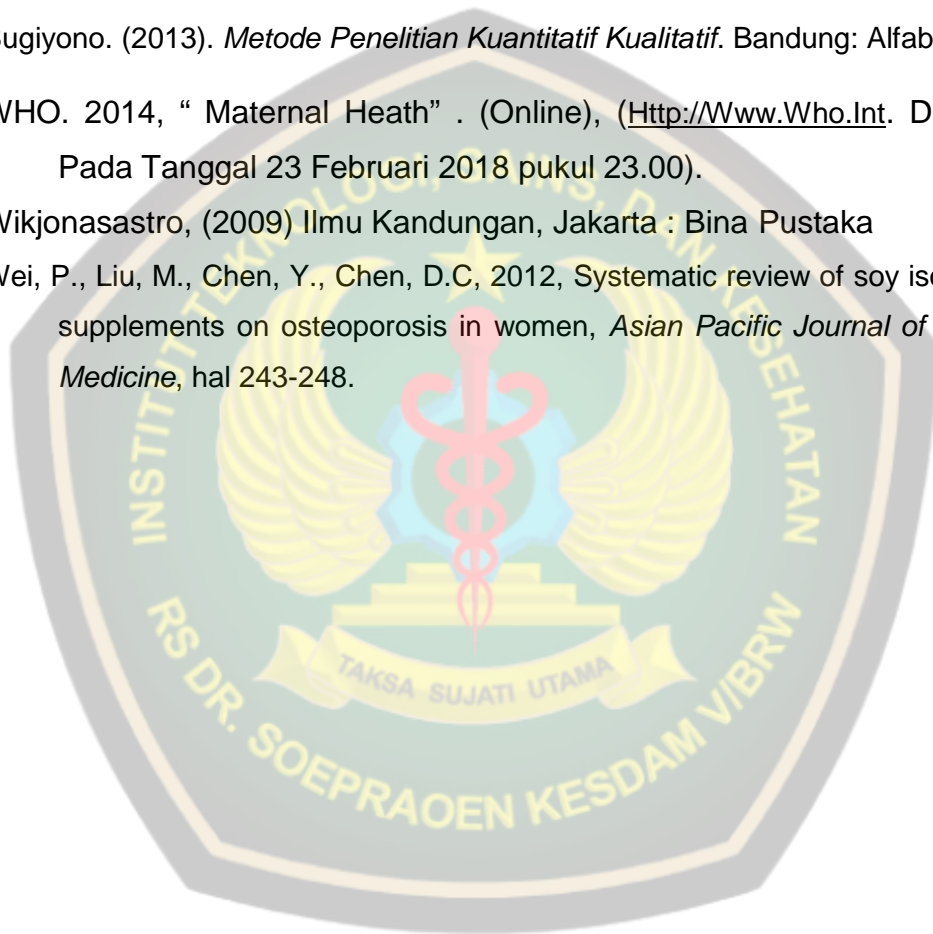 ugiyono. (2013). Metode Penelitian Kuantitatif Kualitatif. Bandung: Alfab
WHO. 2014, “ Maternal Heath” . (Online), (Http://Www.Who.Int. D
Pada Tanggal 23 Februari 2018 pukul 23.00).
Wikjonasastro, (2009) Ilmu Kandungan, Jakarta : Bina Pustaka
Wei, P., Liu, M., Chen, Y., Chen, D.C, 2012, Systematic review of soy iso
supplements on osteoporosis in women, Asian Pacific Journal of
Medicine, hal 243-248.
INSTITUT TEKNOLOGI, SAINS, DAN KESEHATAN
TAKSA SUJATI UTAMA
RS DR. SOEPRAOEN KESDAM V/BRW